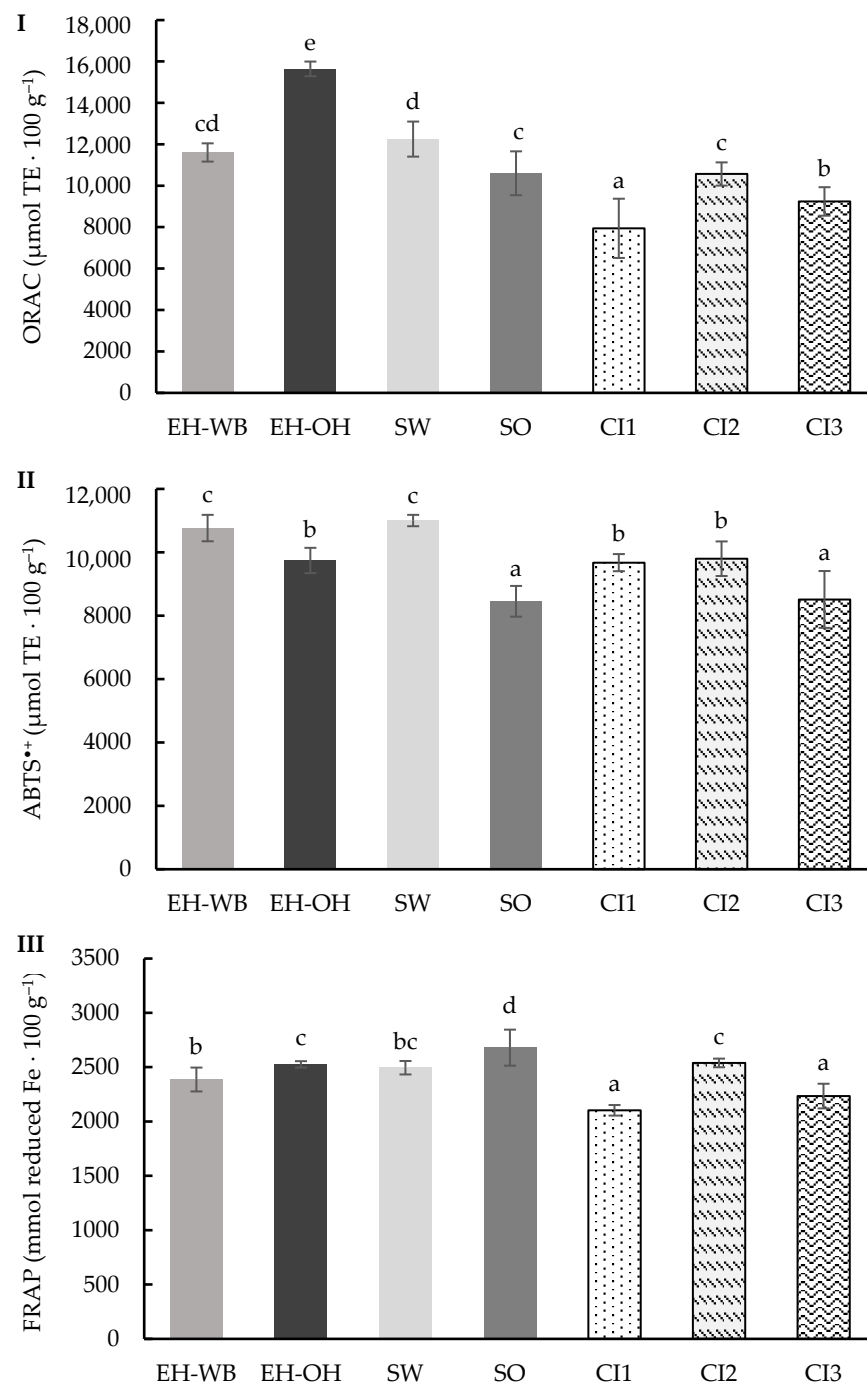 I
ORAC (µmol TE · 100 g⁻¹)
18,000
16,000
14,000
12,000
10,000
8000
6000
4000
2000
0
cd
e
d
c
a
c
b
EH-WB EH-OH SW SO CI1 CI2 CI3
II
ABTS•⁺ (µmol TE · 100 g⁻¹)
12,000
10,000
8000
6000
4000
2000
0
c
b
c
a
b
b
a
EH-WB EH-OH SW SO CI1 CI2 CI3
III
FRAP (mmol reduced Fe · 100 g⁻¹)
3500
3000
2500
2000
1500
1000
500
0
b
c
bc
d
a
c
a
EH-WB EH-OH SW SO CI1 CI2 CI3